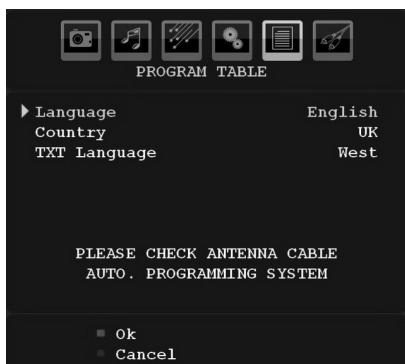 PROGRAM TABLE
Language English
Country UK
TXT Language West
PLEASE CHECK ANTENNA CABLE
AUTO. PROGRAMMING SYSTEM
Ok
Cancel